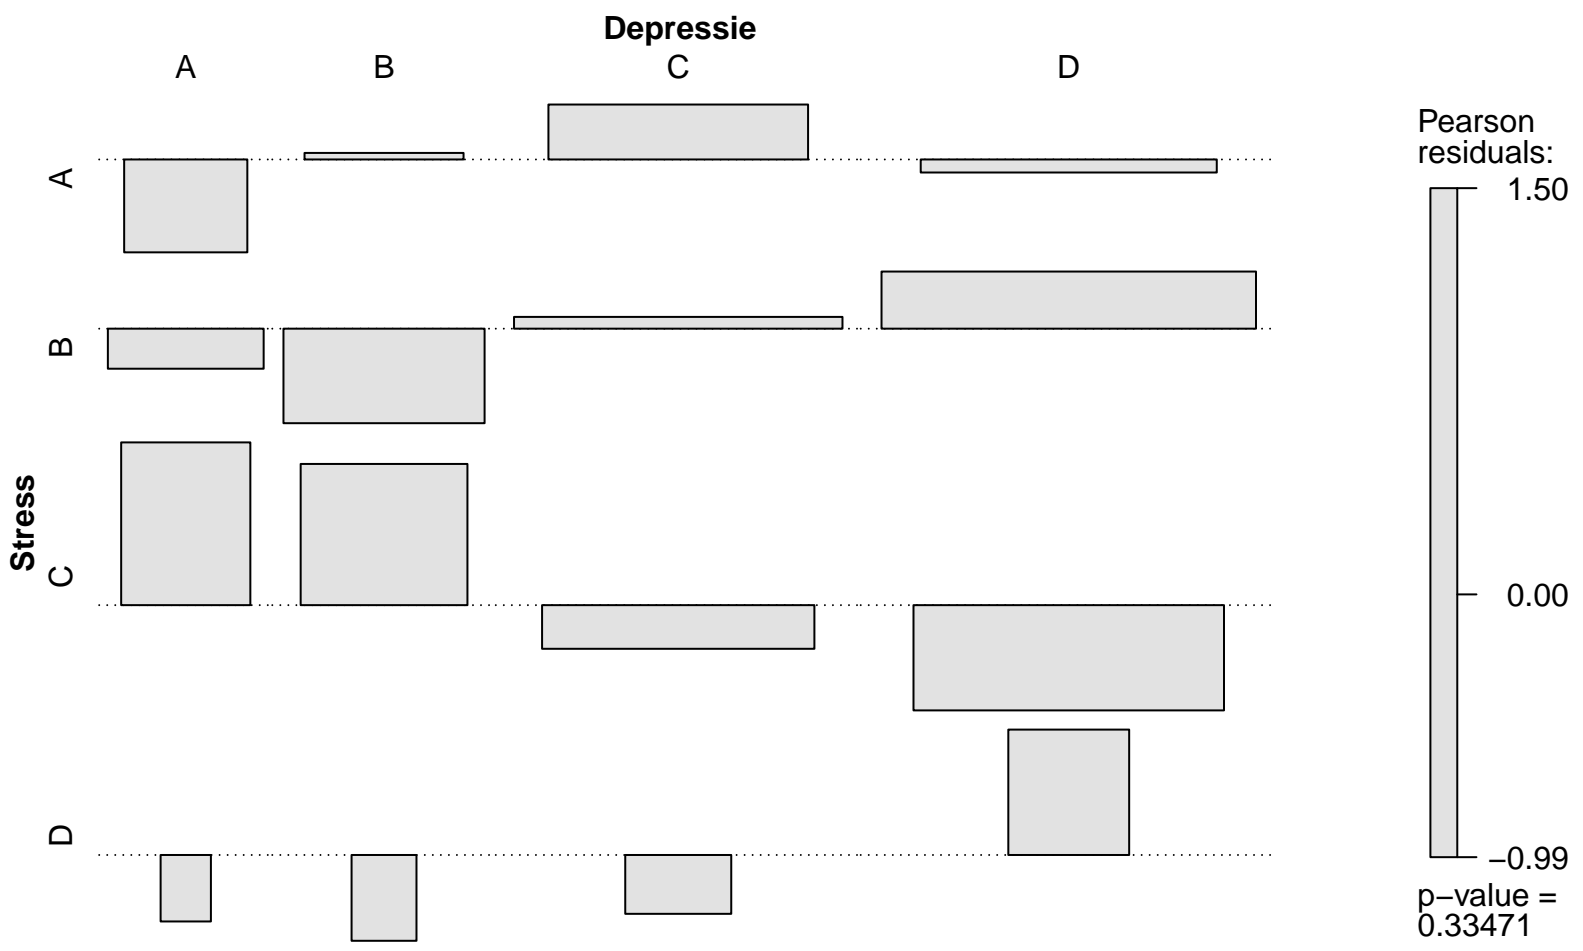 Depressie
A B C D
Stress
A
B
C
D
Pearson
residuals:
1.50
0.00
−0.99
p−value =
0.33471